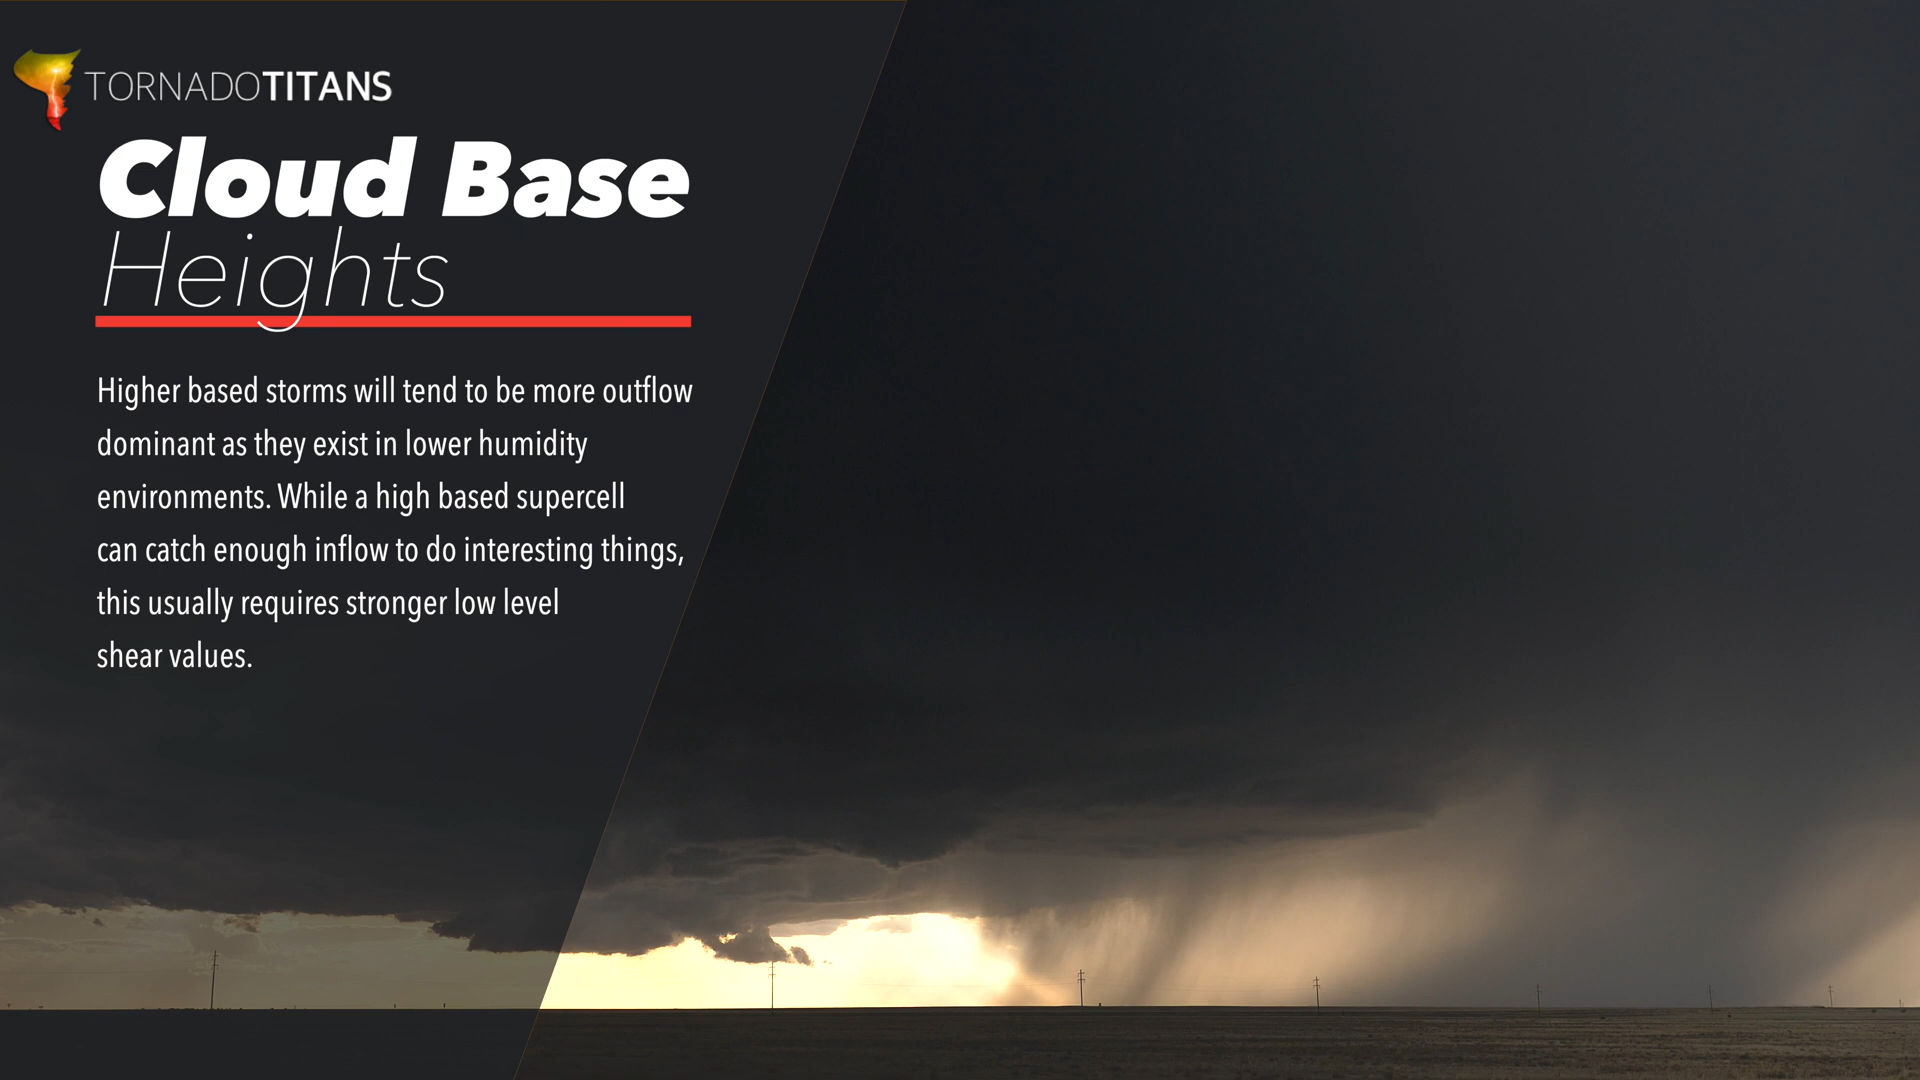 TORNADOTITANS
Cloud Base
Heights
Higher based storms will tend to be more outflow
dominant as they exist in lower humidity
environments. While a high based supercell
can catch enough inflow to do interesting things,
this usually requires stronger low level
shear values.